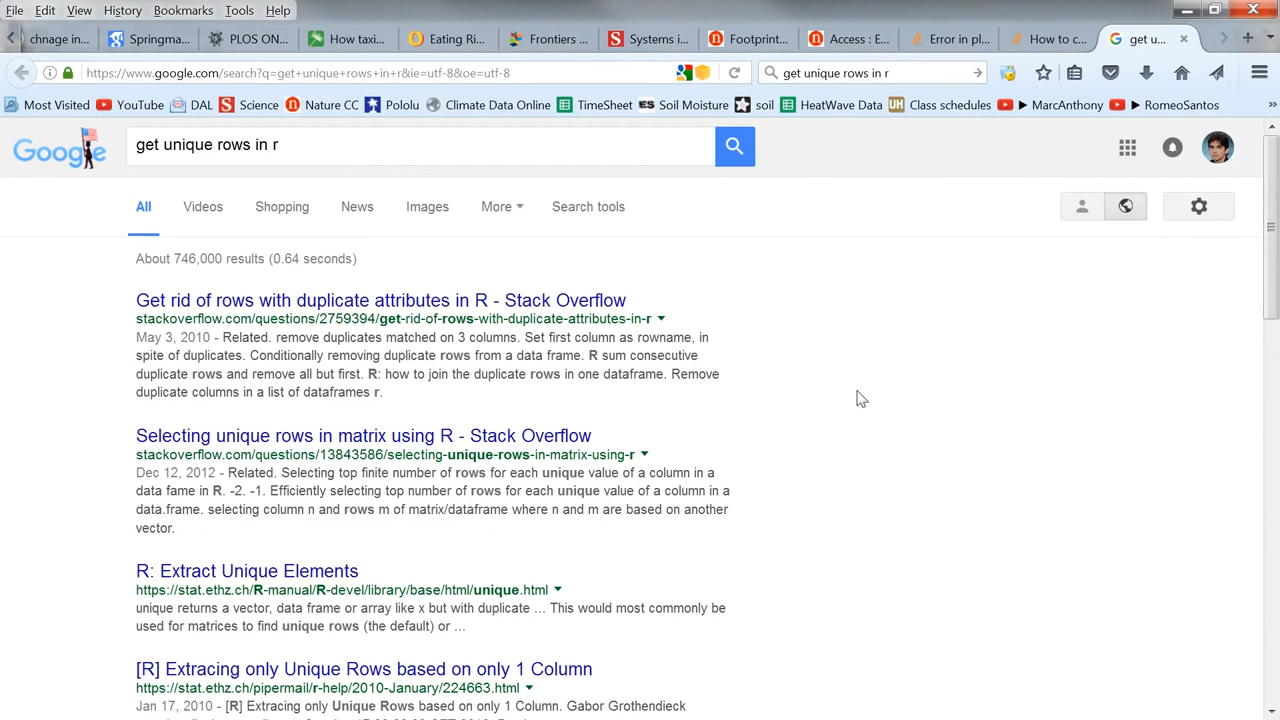 File Edit View History Bookmarks Tools Help
chnage in... Springma... PLOS ON... How taxi... Eating Ri... Frontiers ... Systems i... Footprint... Access : E... Error in pl... How to c... get u...
https://www.google.com/search?q=get+unique+rows+in+r&ie=utf-8&oe=utf-8 get unique rows in r
Most Visited YouTube DAL Science Nature CC Pololu Climate Data Online TimeSheet ES Soil Moisture soil HeatWave Data UH Class schedules MarcAnthony RomeoSantos
Google get unique rows in r
All Videos Shopping News Images More Search tools
About 746,000 results (0.64 seconds)
Get rid of rows with duplicate attributes in R - Stack Overflow
stackoverflow.com/questions/2759394/get-rid-of-rows-with-duplicate-attributes-in-r
May 3, 2010 - Related. remove duplicates matched on 3 columns. Set first column as rowname, in
spite of duplicates. Conditionally removing duplicate rows from a data frame. R sum consecutive
duplicate rows and remove all but first. R: how to join the duplicate rows in one dataframe. Remove
duplicate columns in a list of dataframes r.
Selecting unique rows in matrix using R - Stack Overflow
stackoverflow.com/questions/13843586/selecting-unique-rows-in-matrix-using-r
Dec 12, 2012 - Related. Selecting top finite number of rows for each unique value of a column in a
data fame in R. -2. -1. Efficiently selecting top number of rows for each unique value of a column in a
data.frame. selecting column n and rows m of matrix/dataframe where n and m are based on another
vector.
R: Extract Unique Elements
https://stat.ethz.ch/R-manual/R-devel/library/base/html/unique.html
unique returns a vector, data frame or array like x but with duplicate ... This would most commonly be
used for matrices to find unique rows (the default) or ...
[R] Extracing only Unique Rows based on only 1 Column
https://stat.ethz.ch/pipermail/r-help/2010-January/224663.html
Jan 17, 2010 - [R] Extracing only Unique Rows based on only 1 Column. Gabor Grothendieck